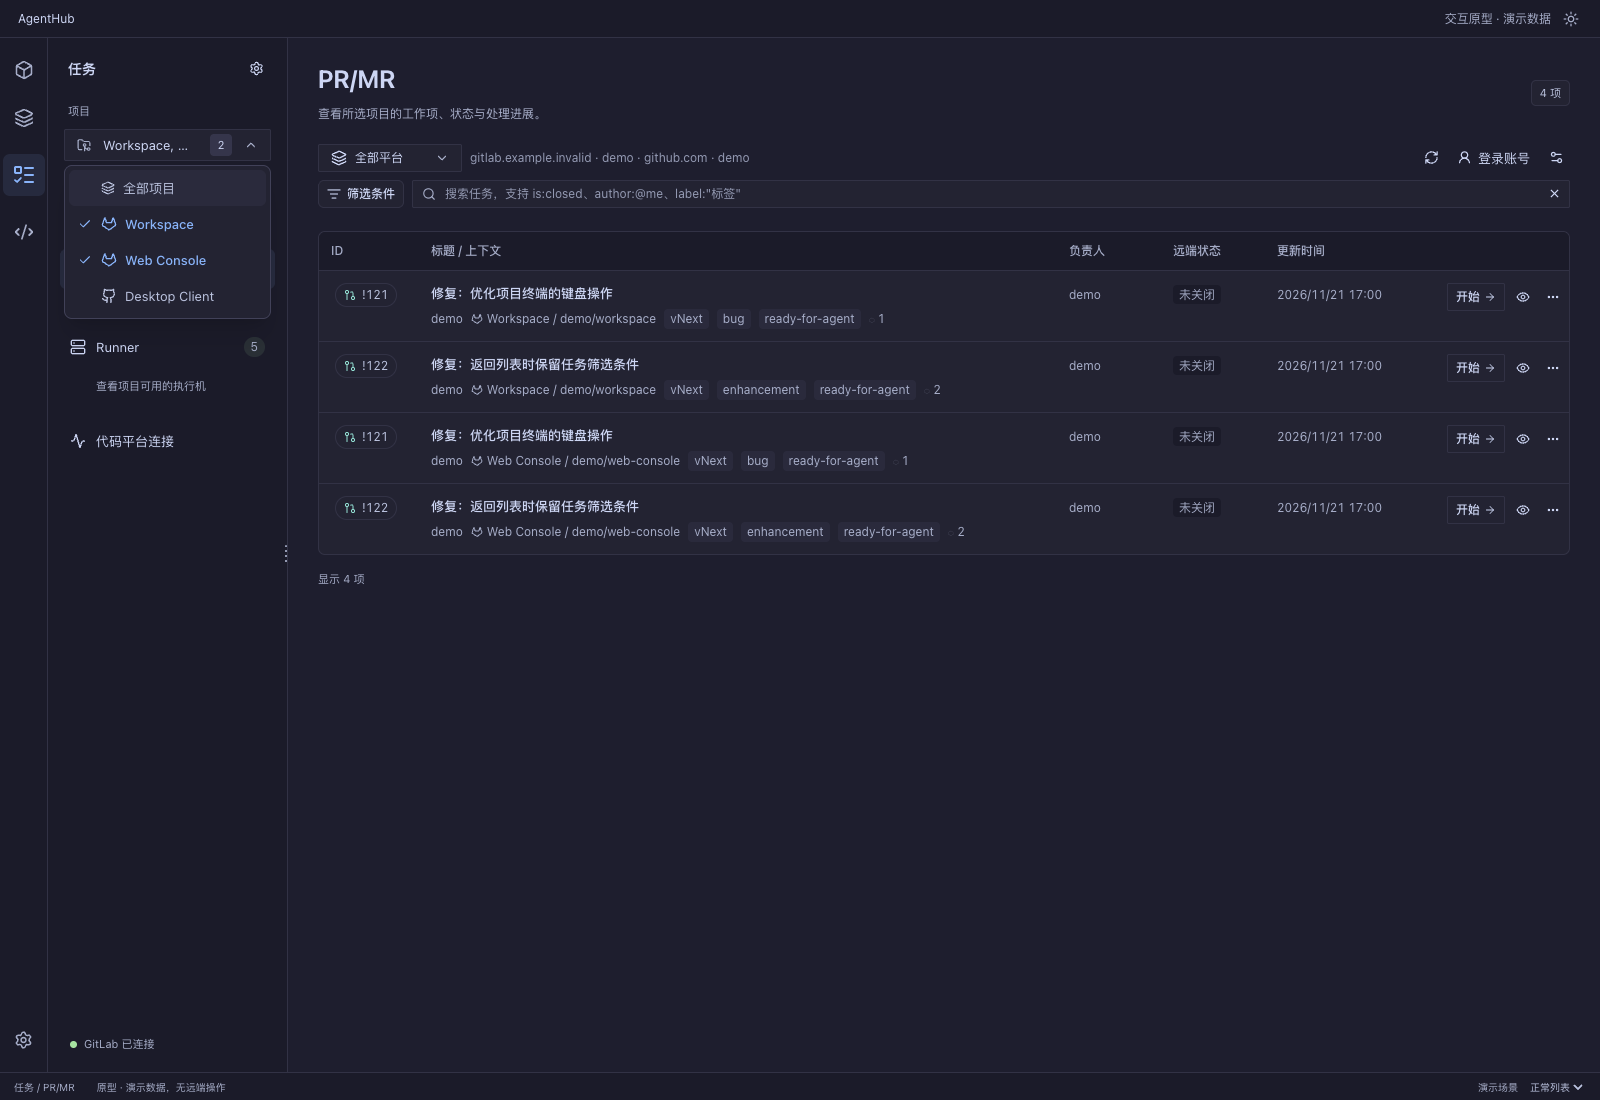 AgentHub
交互原型 · 演示数据
任务
项目
Workspace, ... 2
全部项目
Workspace
Web Console
Desktop Client
Runner 5
查看项目可用的执行机
代码平台连接
GitLab 已连接
PR/MR
查看所选项目的工作项、状态与处理进展。
4 项
全部平台 gitlab.example.invalid · demo · github.com · demo
登录账号
筛选条件 搜索任务，支持 is:closed、author:@me、label:"标签"
ID 标题 / 上下文 负责人 远端状态 更新时间
!121 修复：优化项目终端的键盘操作 demo 未关闭 2026/11/21 17:00 开始 →
demo Workspace / demo/workspace vNext bug ready-for-agent 1
!122 修复：返回列表时保留任务筛选条件 demo 未关闭 2026/11/21 17:00 开始 →
demo Workspace / demo/workspace vNext enhancement ready-for-agent 2
!121 修复：优化项目终端的键盘操作 demo 未关闭 2026/11/21 17:00 开始 →
demo Web Console / demo/web-console vNext bug ready-for-agent 1
!122 修复：返回列表时保留任务筛选条件 demo 未关闭 2026/11/21 17:00 开始 →
demo Web Console / demo/web-console vNext enhancement ready-for-agent 2
显示 4 项
任务 / PR/MR 原型 · 演示数据，无远端操作
演示场景 正常列表